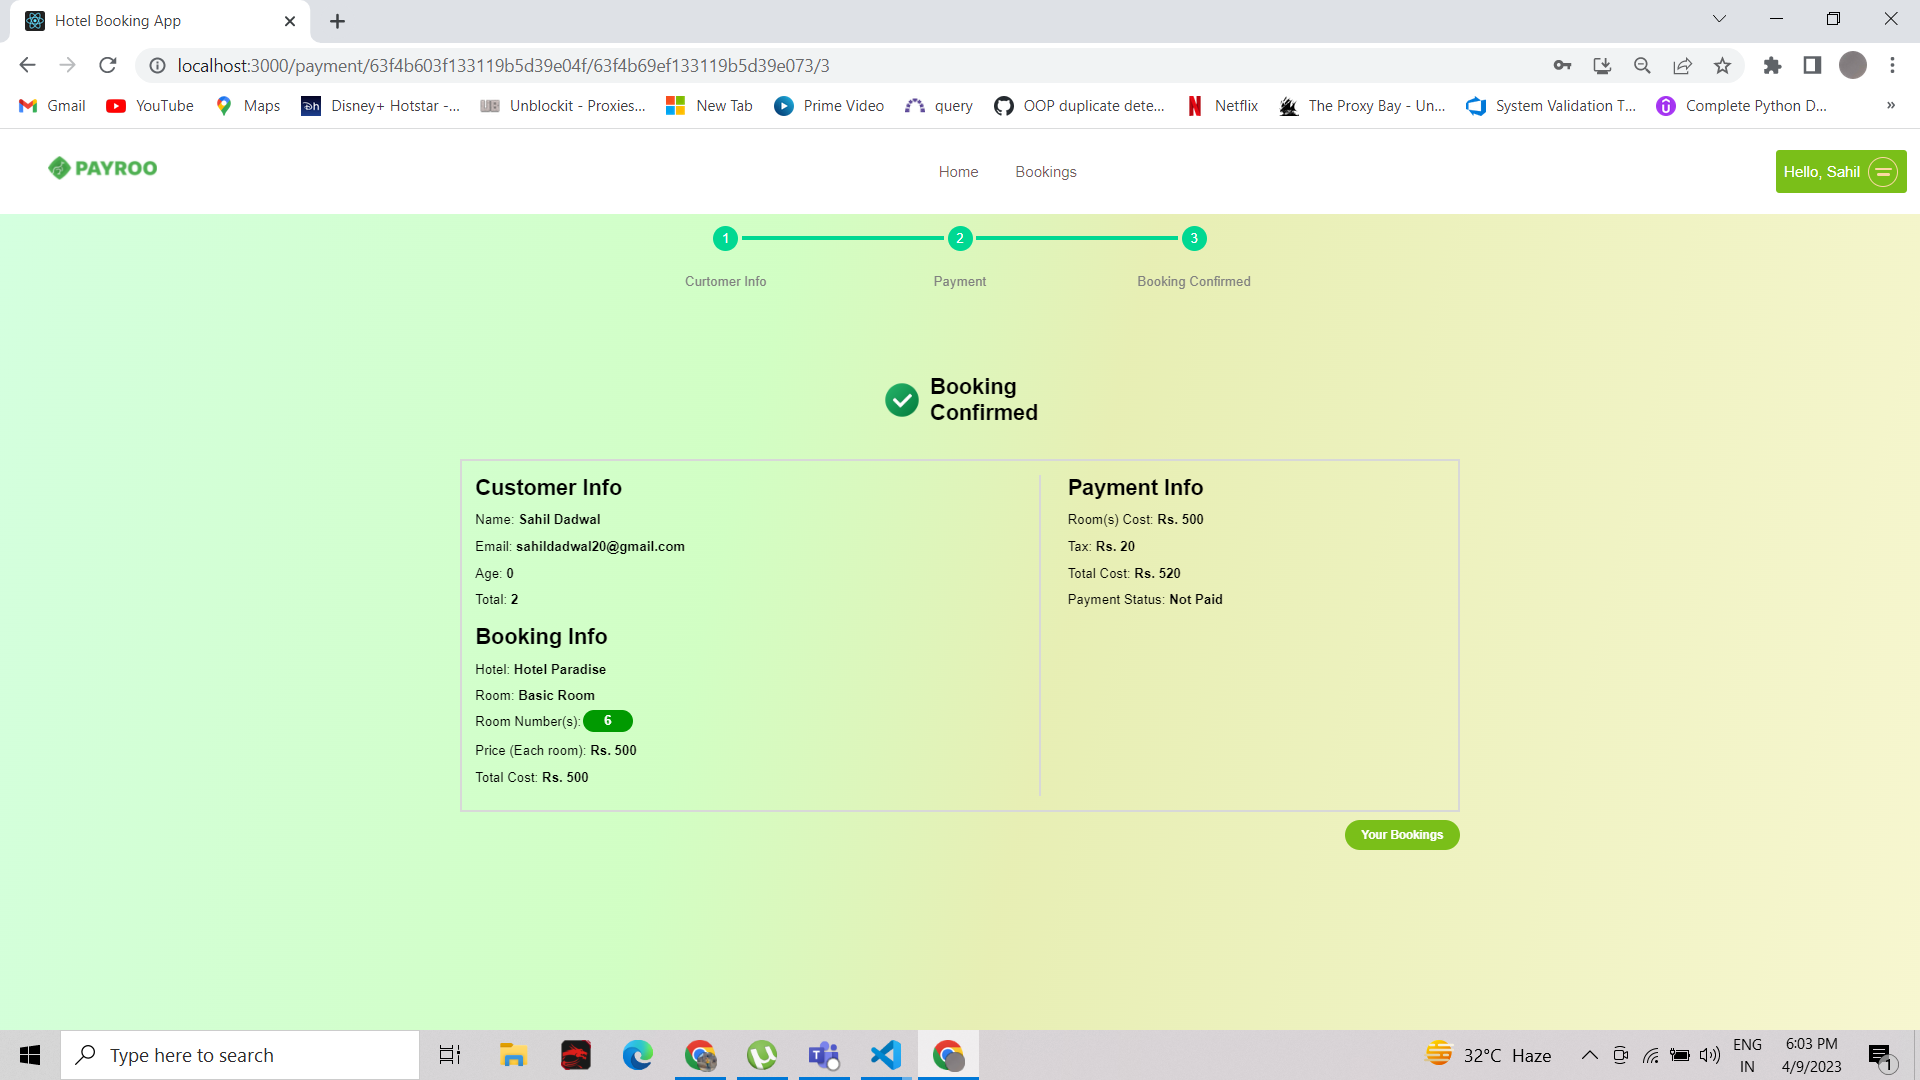 Hotel Booking App
localhost:3000/payment/63f4b603f133119b5d39e04f/63f4b69ef133119b5d39e073/3
Gmail YouTube Maps Disney+ Hotstar -... Unblockit - Proxies... New Tab Prime Video query OOP duplicate dete... Netflix The Proxy Bay - Un... System Validation T... Complete Python D... »
PAYROO
Home Bookings
Hello, Sahil
1 2 3
Curtomer Info Payment Booking Confirmed
Booking
Confirmed
Customer Info
Name: Sahil Dadwal
Email: sahildadwal20@gmail.com
Age: 0
Total: 2
Booking Info
Hotel: Hotel Paradise
Room: Basic Room
Room Number(s): 6
Price (Each room): Rs. 500
Total Cost: Rs. 500
Payment Info
Room(s) Cost: Rs. 500
Tax: Rs. 20
Total Cost: Rs. 520
Payment Status: Not Paid
Your Bookings
Type here to search
32°C Haze
ENG
IN
6:03 PM
4/9/2023
1